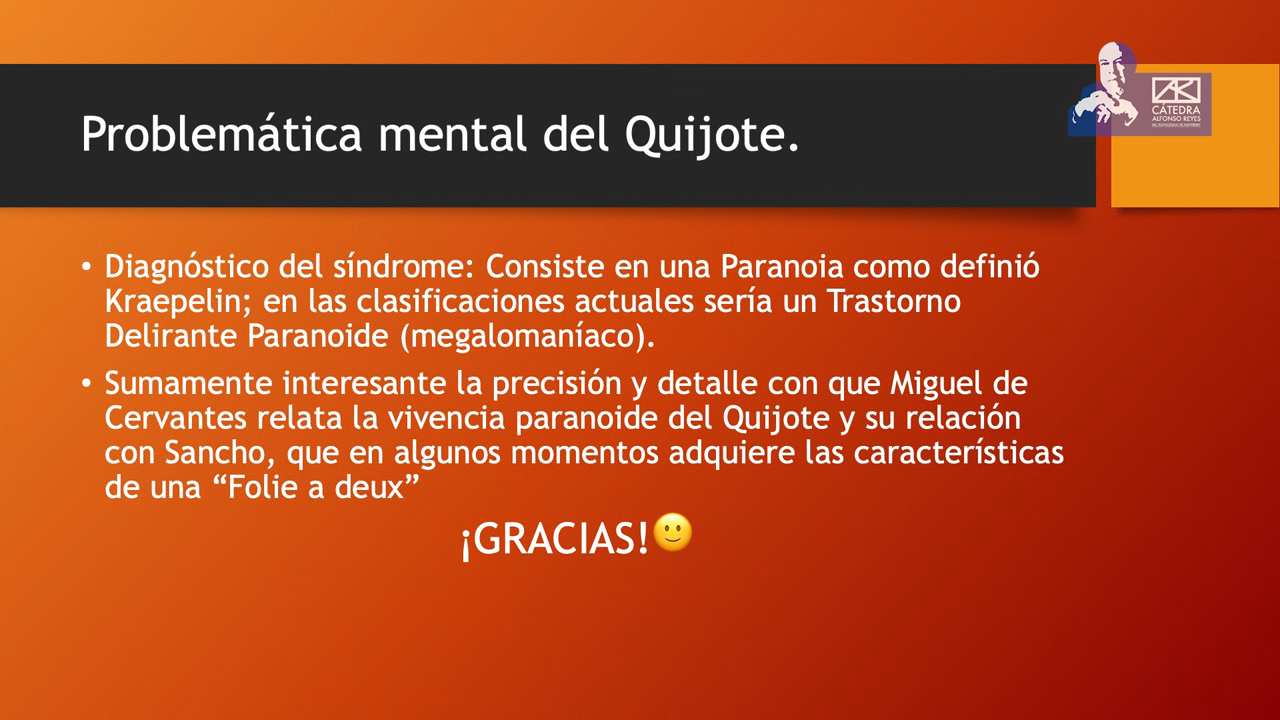 Problemática mental del Quijote.
CÁTEDRA
ALFONSO REYES
• Diagnóstico del síndrome: Consiste en una Paranoia como definió
Kraepelin; en las clasificaciones actuales sería un Trastorno
Delirante Paranoide (megalomaníaco).
• Sumamente interesante la precisión y detalle con que Miguel de
Cervantes relata la vivencia paranoide del Quijote y su relación
con Sancho, que en algunos momentos adquiere las características
de una “Folie a deux”
¡GRACIAS!🙂